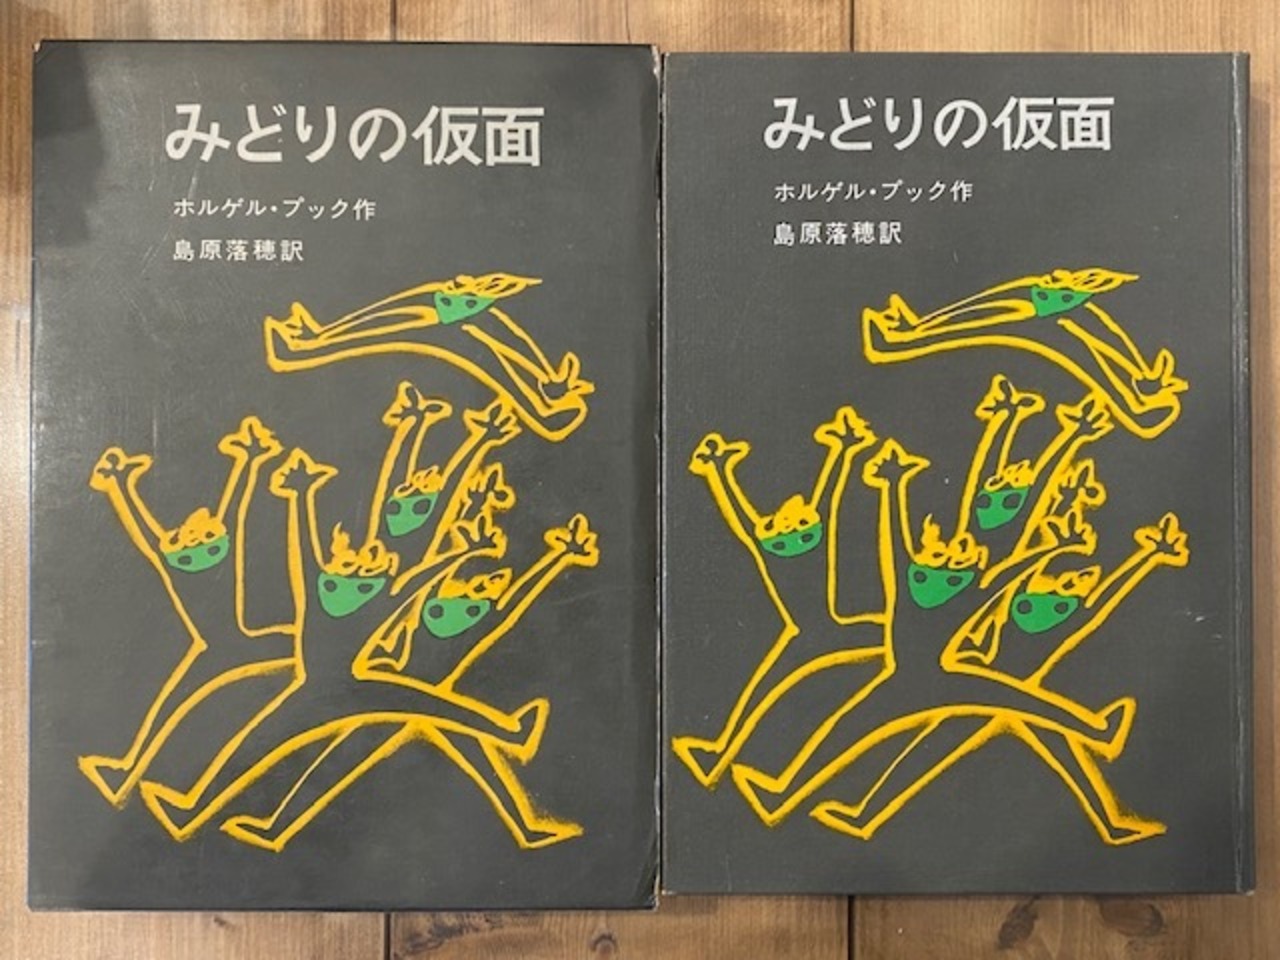 みどりの仮面
ホルゲル・プック作
島原落穂訳
みどりの仮面
ホルゲル・プック作
島原落穂訳